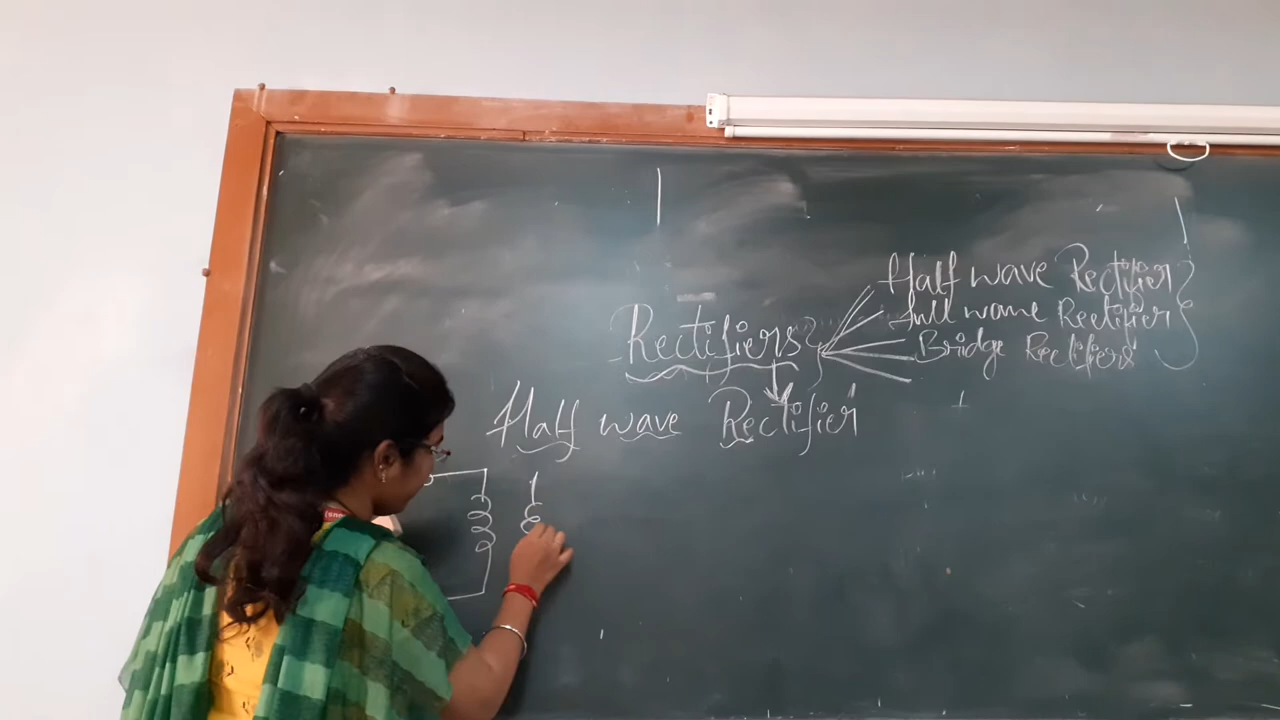 Half wave Rectifier
Full wave Rectifier
Rectifiers
Bridge Rectifiers
Half wave Rectifier